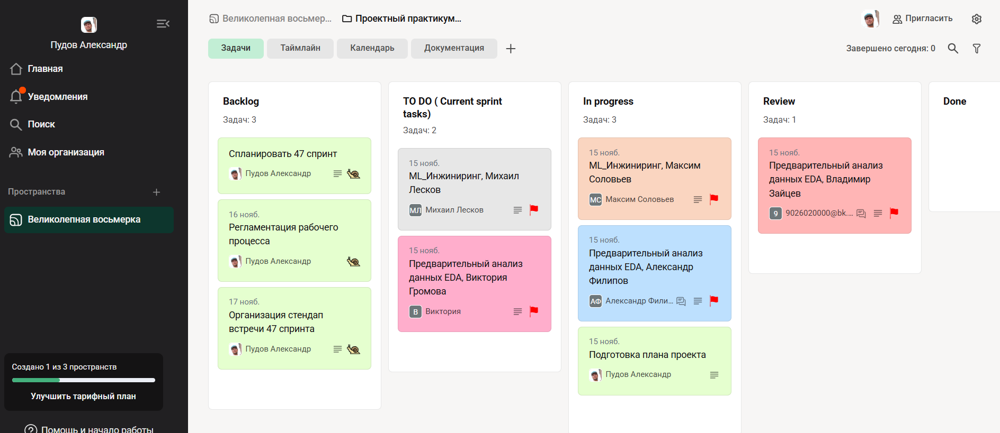 Пудов Александр
Главная
Уведомления
Поиск
Моя организация
Пространства
Великолепная восьмерка
Создано 1 из 3 пространств
Улучшить тарифный план
Помощь и начало работы
Великолепная восьмер...
Проектный практикум...
Пригласить
Задачи
Таймлайн
Календарь
Документация
Завершено сегодня: 0
Backlog
Задач: 3
Спланировать 47 спринт
Пудов Александр
16 нояб.
Регламентация рабочего
процесса
Пудов Александр
17 нояб.
Организация стендап
встречи 47 спринта
Пудов Александр
TO DO ( Current sprint
tasks)
Задач: 2
15 нояб.
ML_Инжиниринг, Михаил
Лесков
МЛ Михаил Лесков
15 нояб.
Предварительный анализ
данных EDA, Виктория
Громова
В Виктория
In progress
Задач: 3
15 нояб.
ML_Инжиниринг, Максим
Соловьев
МС Максим Соловьев
15 нояб.
Предварительный анализ
данных EDA, Александр
Филипов
АФ Александр Фили...
15 нояб.
Подготовка плана проекта
Пудов Александр
Review
Задач: 1
15 нояб.
Предварительный анализ
данных EDA, Владимир
Зайцев
9 9026020000@bk....
Done